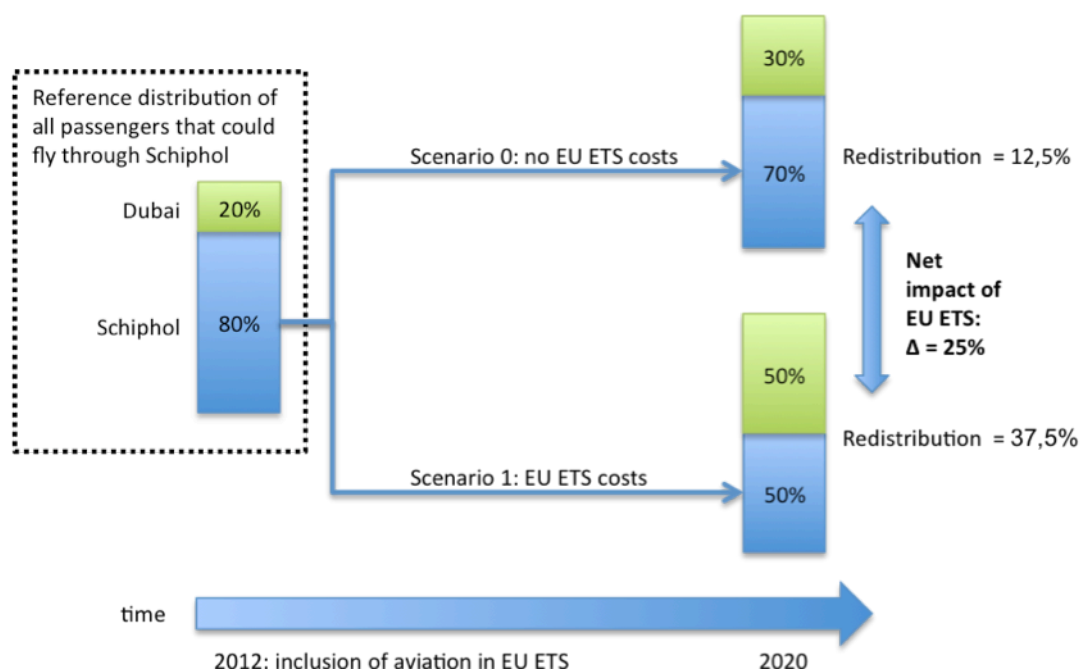 Reference distribution of
all passengers that could
fly through Schiphol
Dubai
20%
Schiphol
80%
Scenario 0: no EU ETS costs
30%
70%
Redistribution = 12,5%
Net
impact of
EU ETS:
Δ = 25%
Scenario 1: EU ETS costs
50%
50%
Redistribution = 37,5%
time
2012: inclusion of aviation in EU ETS
2020